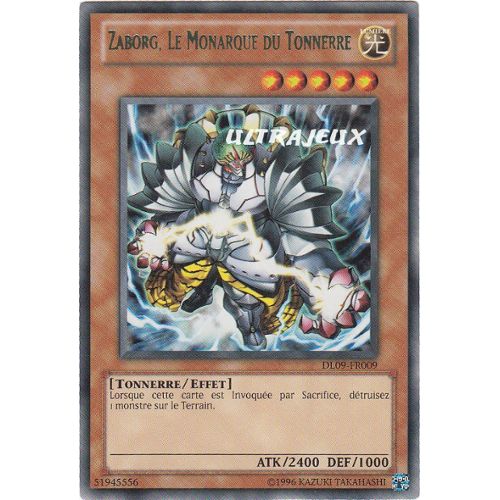 Zaborg, Le Monarque du Tonnerre
LUMIÈRE
光
ULTRAJEUX
DL09-FR009
[Tonnerre/Effet]
Lorsque cette carte est Invoquée par Sacrifice, détruisez
1 monstre sur le Terrain.
ATK/2400 DEF/1000
51945556
©1996 KAZUKI TAKAHASHI